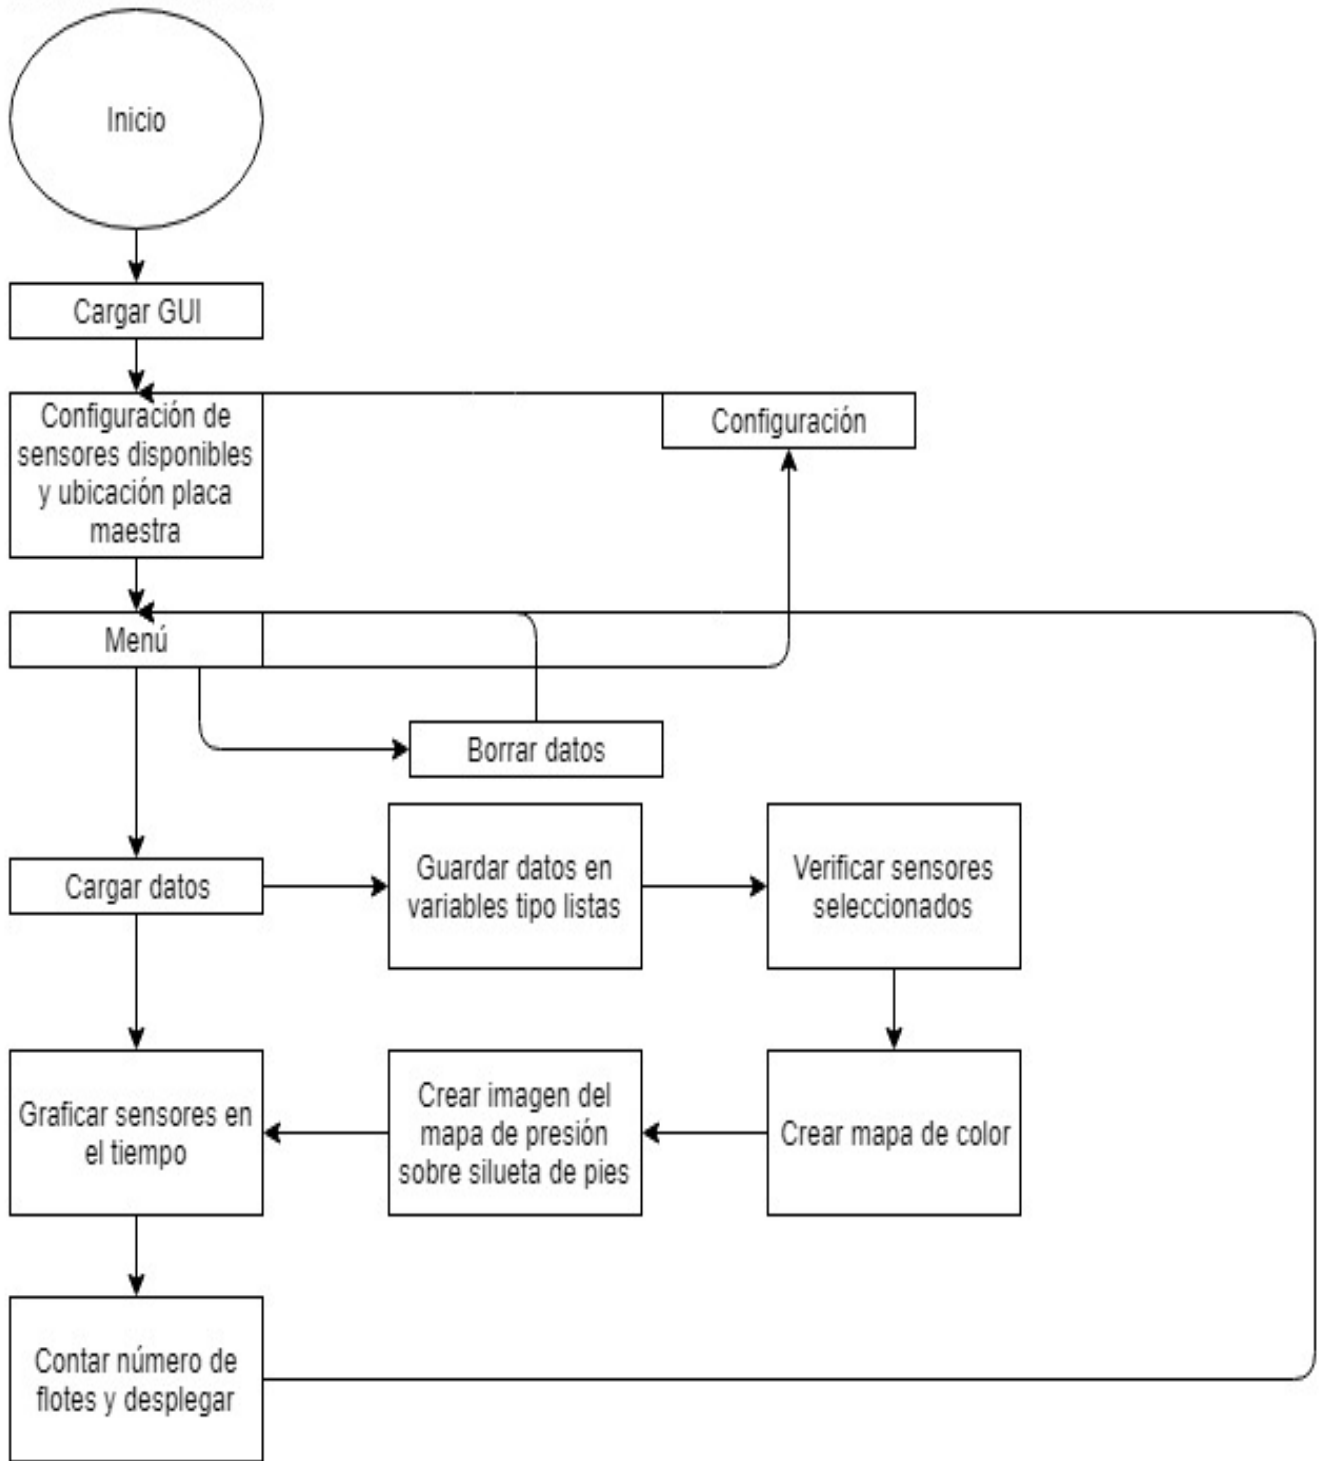 Inicio
Cargar GUI
Configuración de
sensores disponibles
y ubicación placa
maestra
Configuración
Menú
Borrar datos
Cargar datos
Guardar datos en
variables tipo listas
Verificar sensores
seleccionados
Graficar sensores en
el tiempo
Crear imagen del
mapa de presión
sobre silueta de pies
Crear mapa de color
Contar número de
flotes y desplegar